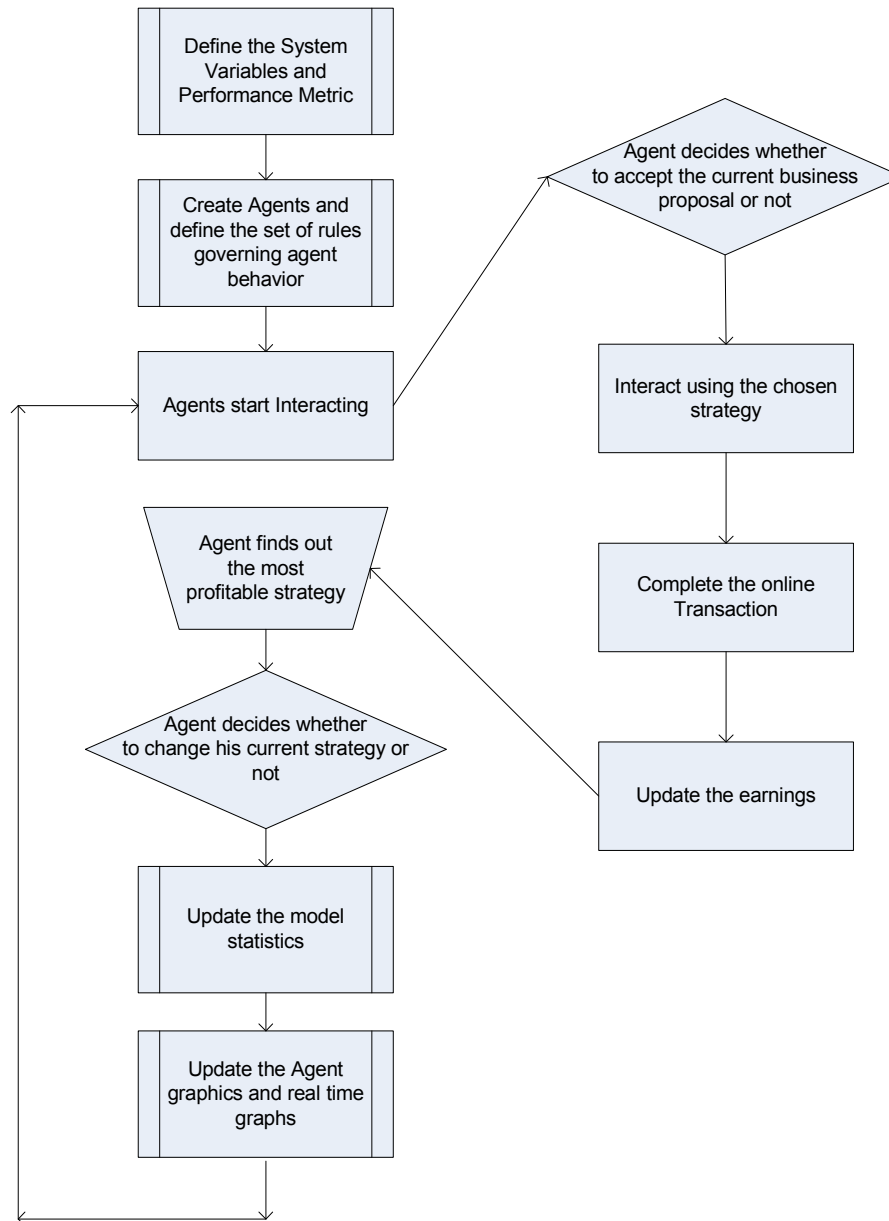 Define the System
Variables and
Performance Metric
Create Agents and
define the set of rules
governing agent
behavior
Agents start Interacting
Agent decides whether
to accept the current business
proposal or not
Interact using the chosen
strategy
Complete the online
Transaction
Update the earnings
Agent finds out
the most
profitable strategy
Agent decides whether
to change his current strategy or
not
Update the model
statistics
Update the Agent
graphics and real time
graphs